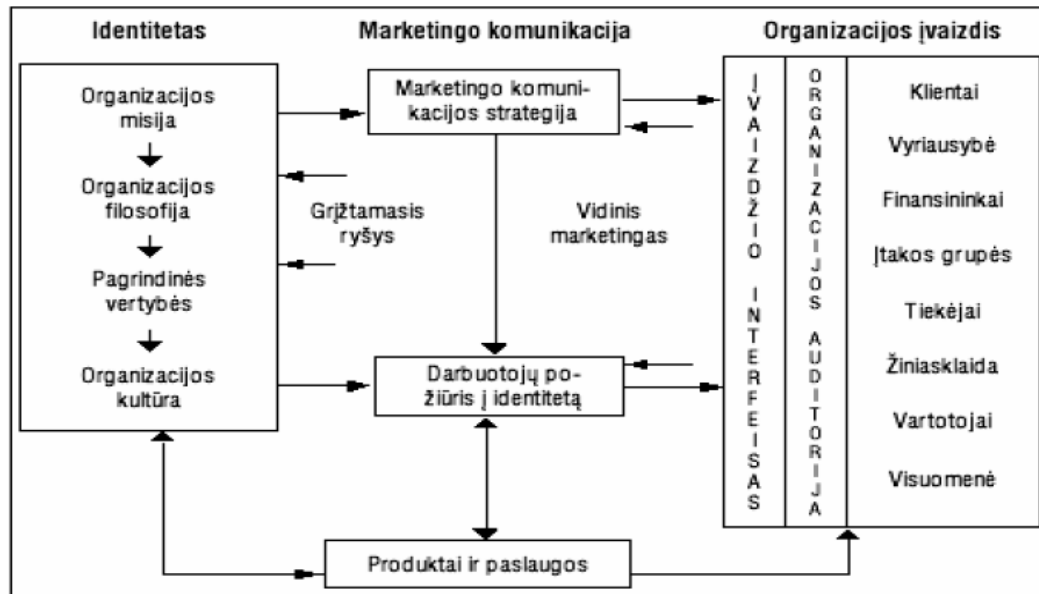 Identitetas
Marketingo komunikacija
Organizacijos įvaizdis
Organizacijos
misija
Organizacijos
filosofija
Pagrindinės
vertybės
Organizacijos
kultūra
Marketingo komuni-
kacijos strategija
Grįžtamasis
ryšys
Vidinis
marketingas
Darbuotojų po-
žiūris į identitetą
Produktai ir paslaugos
ĮVAIZDŽIO INTERFEISAS
ORGANIZACIJOS AUDITORIJA
Klientai
Vyriausybė
Finansininkai
Įtakos grupės
Tiekėjai
Žiniasklaida
Vartotojai
Visuomenė